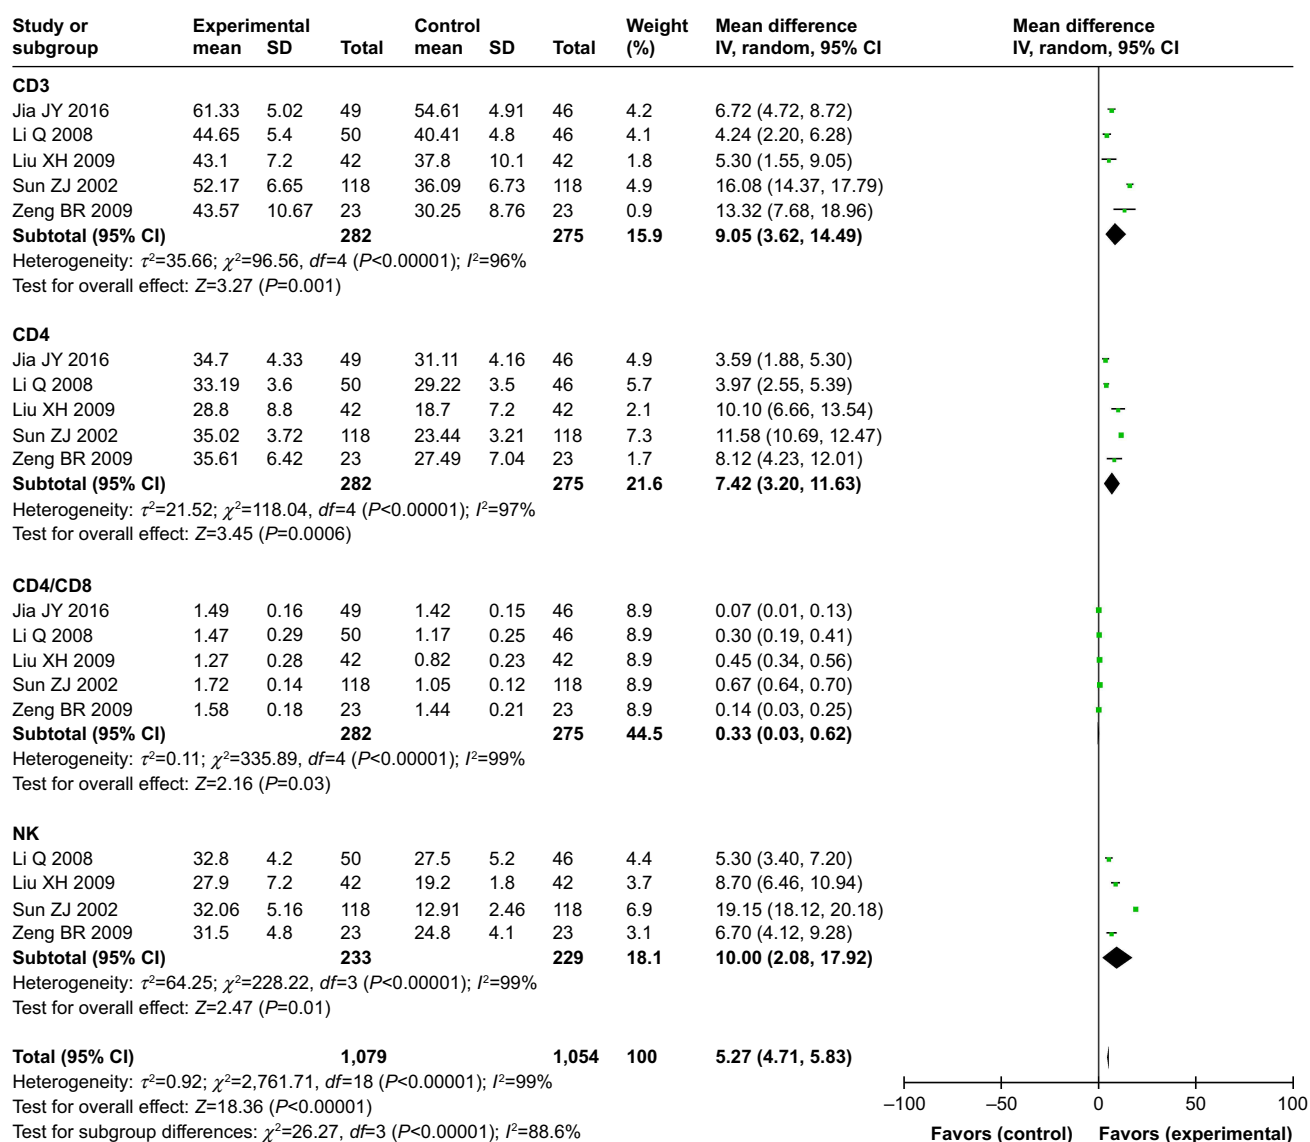 Study or subgroup Experimental mean SD Total Control mean SD Total Weight (%) Mean difference IV, random, 95% CI Mean difference IV, random, 95% CI
CD3
Jia JY 2016 61.33 5.02 49 54.61 4.91 46 4.2 6.72 (4.72, 8.72)
Li Q 2008 44.65 5.4 50 40.41 4.8 46 4.1 4.24 (2.20, 6.28)
Liu XH 2009 43.1 7.2 42 37.8 10.1 42 1.8 5.30 (1.55, 9.05)
Sun ZJ 2002 52.17 6.65 118 36.09 6.73 118 4.9 16.08 (14.37, 17.79)
Zeng BR 2009 43.57 10.67 23 30.25 8.76 23 0.9 13.32 (7.68, 18.96)
Subtotal (95% CI) 282 275 15.9 9.05 (3.62, 14.49)
Heterogeneity: τ²=35.66; χ²=96.56, df=4 (P<0.00001); I²=96%
Test for overall effect: Z=3.27 (P=0.001)
CD4
Jia JY 2016 34.7 4.33 49 31.11 4.16 46 4.9 3.59 (1.88, 5.30)
Li Q 2008 33.19 3.6 50 29.22 3.5 46 5.7 3.97 (2.55, 5.39)
Liu XH 2009 28.8 8.8 42 18.7 7.2 42 2.1 10.10 (6.66, 13.54)
Sun ZJ 2002 35.02 3.72 118 23.44 3.21 118 7.3 11.58 (10.69, 12.47)
Zeng BR 2009 35.61 6.42 23 27.49 7.04 23 1.7 8.12 (4.23, 12.01)
Subtotal (95% CI) 282 275 21.6 7.42 (3.20, 11.63)
Heterogeneity: τ²=21.52; χ²=118.04, df=4 (P<0.00001); I²=97%
Test for overall effect: Z=3.45 (P=0.0006)
CD4/CD8
Jia JY 2016 1.49 0.16 49 1.42 0.15 46 8.9 0.07 (0.01, 0.13)
Li Q 2008 1.47 0.29 50 1.17 0.25 46 8.9 0.30 (0.19, 0.41)
Liu XH 2009 1.27 0.28 42 0.82 0.23 42 8.9 0.45 (0.34, 0.56)
Sun ZJ 2002 1.72 0.14 118 1.05 0.12 118 8.9 0.67 (0.64, 0.70)
Zeng BR 2009 1.58 0.18 23 1.44 0.21 23 8.9 0.14 (0.03, 0.25)
Subtotal (95% CI) 282 275 44.5 0.33 (0.03, 0.62)
Heterogeneity: τ²=0.11; χ²=335.89, df=4 (P<0.00001); I²=99%
Test for overall effect: Z=2.16 (P=0.03)
NK
Li Q 2008 32.8 4.2 50 27.5 5.2 46 4.4 5.30 (3.40, 7.20)
Liu XH 2009 27.9 7.2 42 19.2 1.8 42 3.7 8.70 (6.46, 10.94)
Sun ZJ 2002 32.06 5.16 118 12.91 2.46 118 6.9 19.15 (18.12, 20.18)
Zeng BR 2009 31.5 4.8 23 24.8 4.1 23 3.1 6.70 (4.12, 9.28)
Subtotal (95% CI) 233 229 18.1 10.00 (2.08, 17.92)
Heterogeneity: τ²=64.25; χ²=228.22, df=3 (P<0.00001); I²=99%
Test for overall effect: Z=2.47 (P=0.01)
Total (95% CI) 1,079 1,054 100 5.27 (4.71, 5.83)
Heterogeneity: τ²=0.92; χ²=2,761.71, df=18 (P<0.00001); I²=99%
Test for overall effect: Z=18.36 (P<0.00001)
Test for subgroup differences: χ²=26.27, df=3 (P<0.00001); I²=88.6%
–100 –50 0 50 100
Favors (control) Favors (experimental)